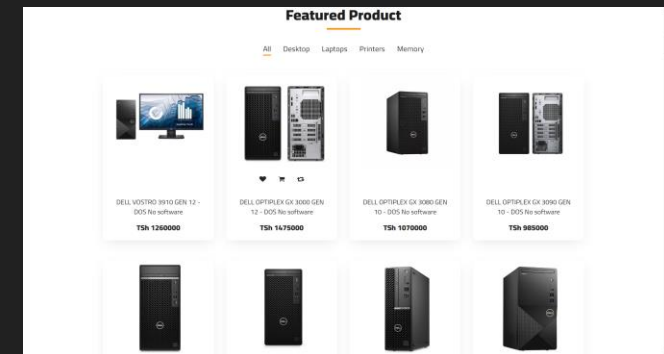 Featured Product
All Desktop Laptops Printers Memory
DELL VOSTRO 3910 GEN 12 -
DOS No software
TSh 1260000
DELL OPTIPLEX GX 3000 GEN
12 - DOS No software
TSh 1475000
DELL OPTIPLEX GX 3080 GEN
10 - DOS No software
TSh 1070000
DELL OPTIPLEX GX 3090 GEN
10 - DOS No software
TSh 985000